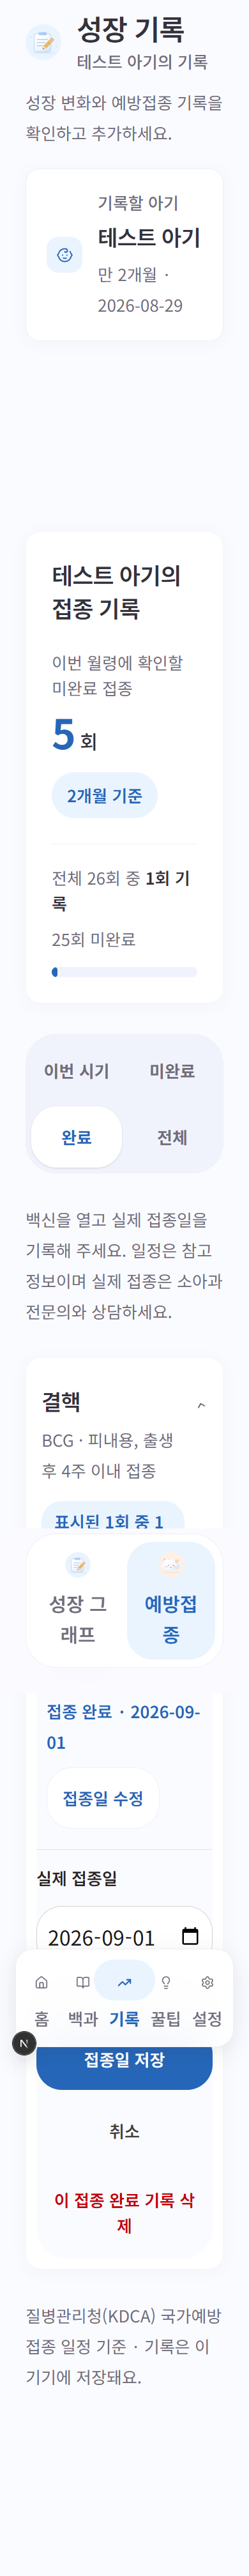 성장 기록
테스트 아기의 기록
성장 변화와 예방접종 기록을
확인하고 추가하세요.
기록할 아기
테스트 아기
만 2개월 ·
2026-08-29
테스트 아기의
접종 기록
이번 월령에 확인할
미완료 접종
5 회
2개월 기준
전체 26회 중 1회 기
록
25회 미완료
이번 시기 미완료
완료 전체
백신을 열고 실제 접종일을
기록해 주세요. 일정은 참고
정보이며 실제 접종은 소아과
전문의와 상담하세요.
결핵
BCG · 피내용, 출생
후 4주 이내 접종
표시된 1회 중 1
성장 그
래프
예방접
종
접종 완료 · 2026-09-
01
접종일 수정
실제 접종일
2026-09-01
홈 백과 기록 꿀팁 설정
N
접종일 저장
취소
이 접종 완료 기록 삭
제
질병관리청(KDCA) 국가예방
접종 일정 기준 · 기록은 이
기기에 저장돼요.